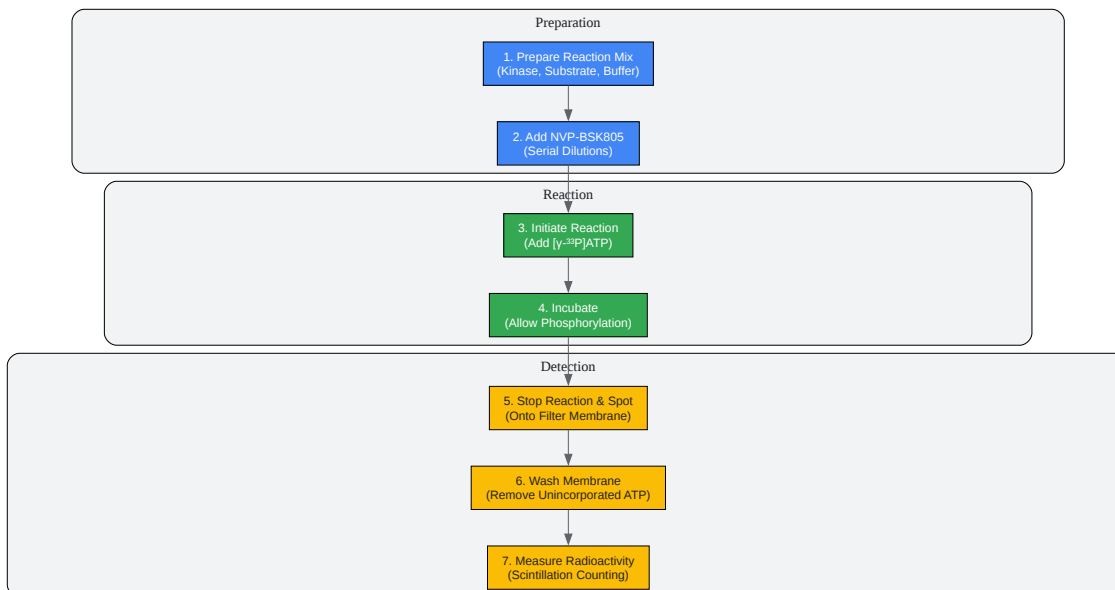 Preparation
1. Prepare Reaction Mix
(Kinase, Substrate, Buffer)
2. Add NVP-BSK805
(Serial Dilutions)
Reaction
3. Initiate Reaction
(Add [γ-³³P]ATP)
4. Incubate
(Allow Phosphorylation)
Detection
5. Stop Reaction & Spot
(Onto Filter Membrane)
6. Wash Membrane
(Remove Unincorporated ATP)
7. Measure Radioactivity
(Scintillation Counting)